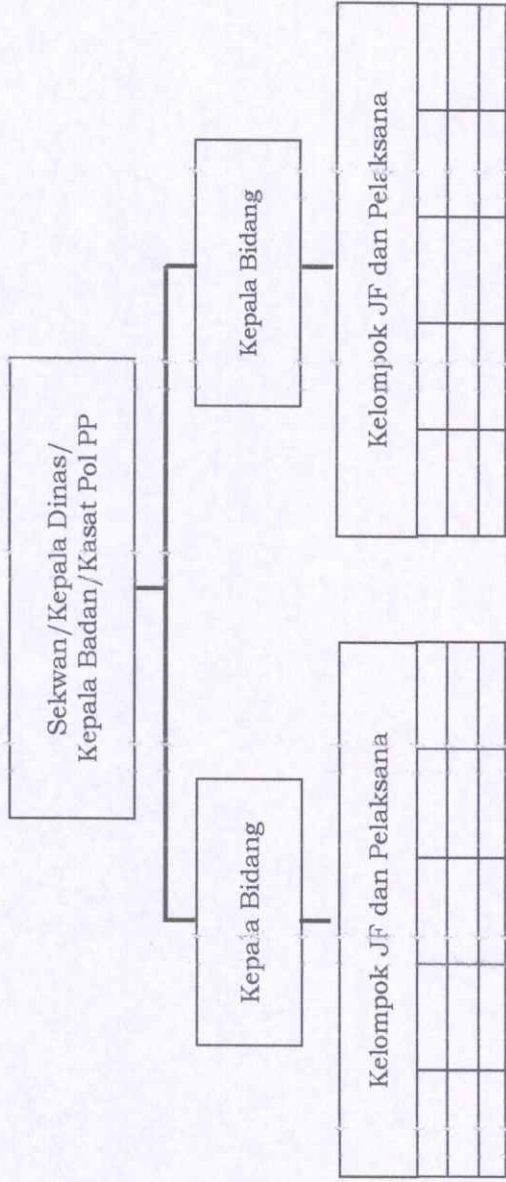 Sekwan/Kepala Dinas/
Kepala Badan/Kasat Pol PP
Kepala Bidang
Kepala Bidang
Kelompok JF dan Pelaksana
Kelompok JF dan Pelaksana